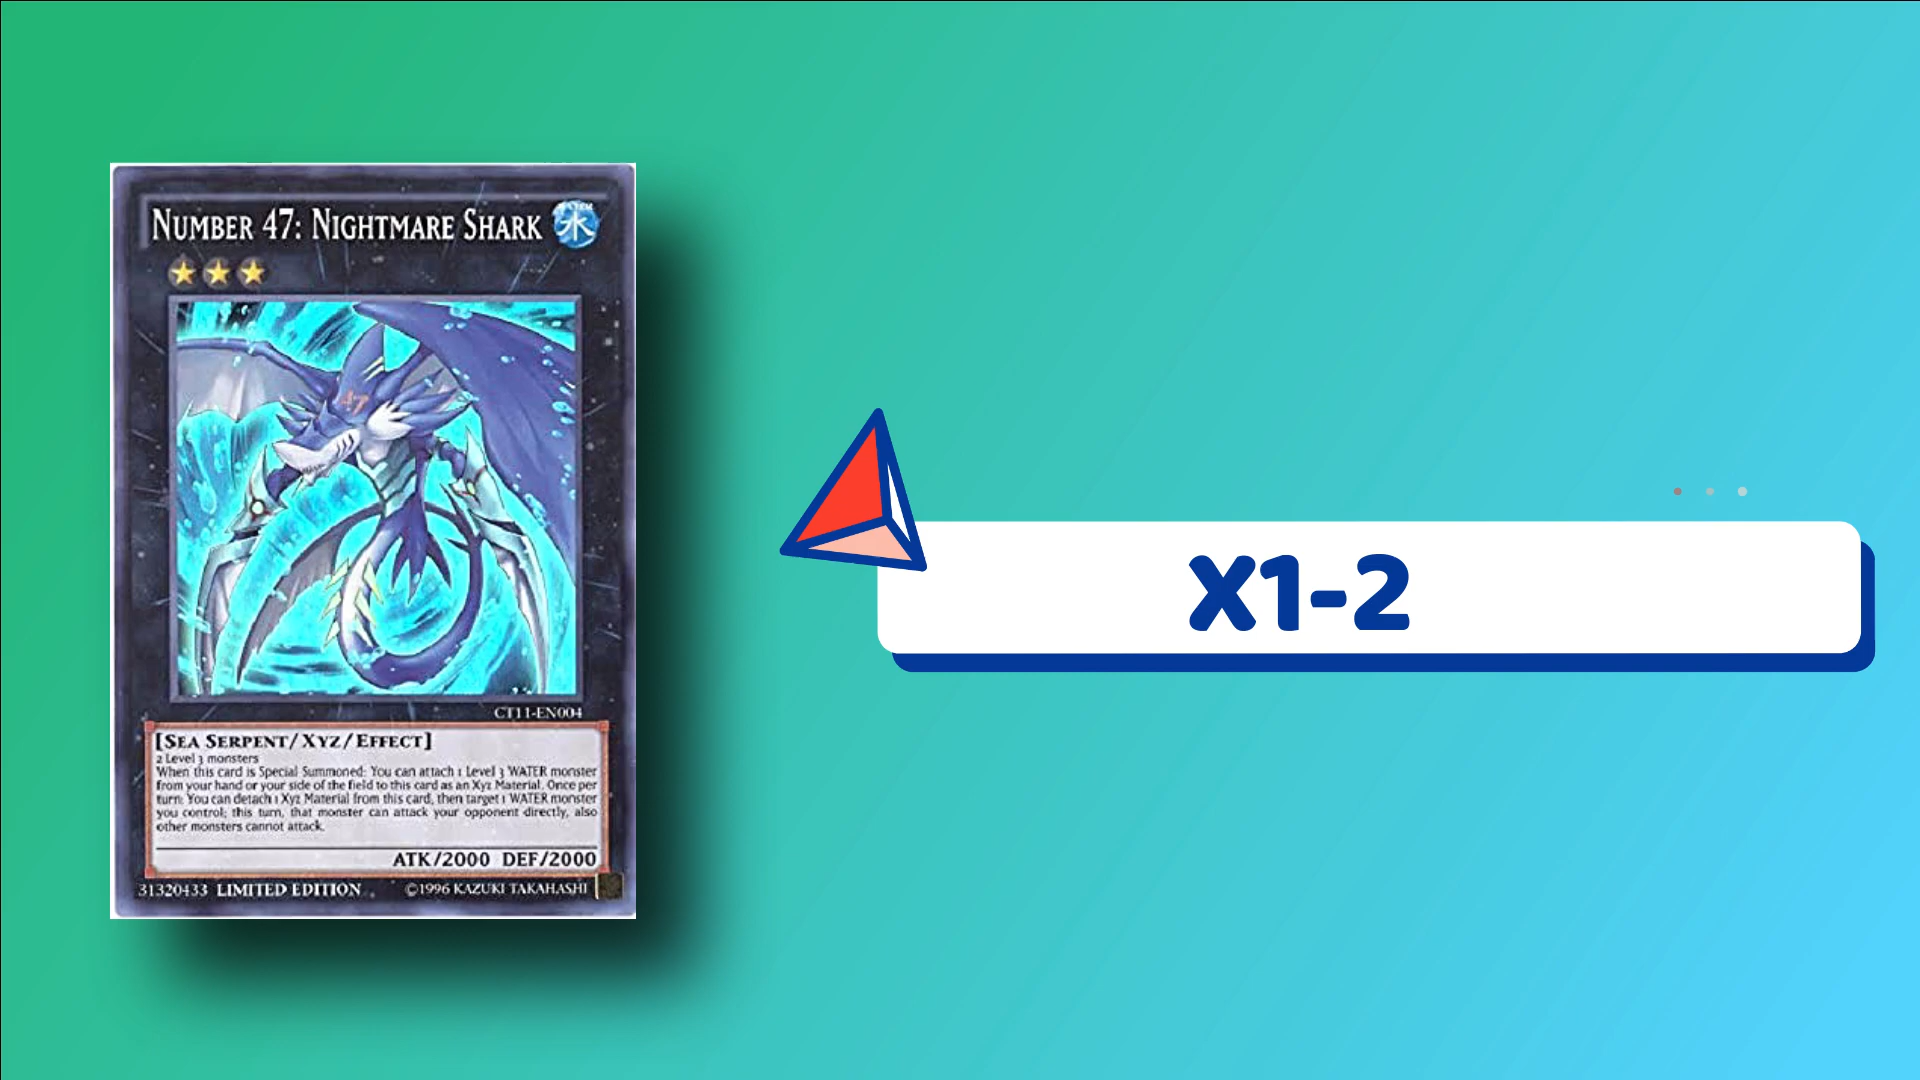 Number 47: Nightmare Shark
水
47
CT11-EN004
[Sea Serpent/Xyz/Effect]
2 Level 3 monsters
When this card is Special Summoned: You can attach 1 Level 3 WATER monster
from your hand or your side of the field to this card as an Xyz Material. Once per
turn: You can detach 1 Xyz Material from this card, then target 1 WATER monster
you control; this turn, that monster can attack your opponent directly, also
other monsters cannot attack.
ATK/2000 DEF/2000
31320433 LIMITED EDITION ©1996 KAZUKI TAKAHASHI
X1-2